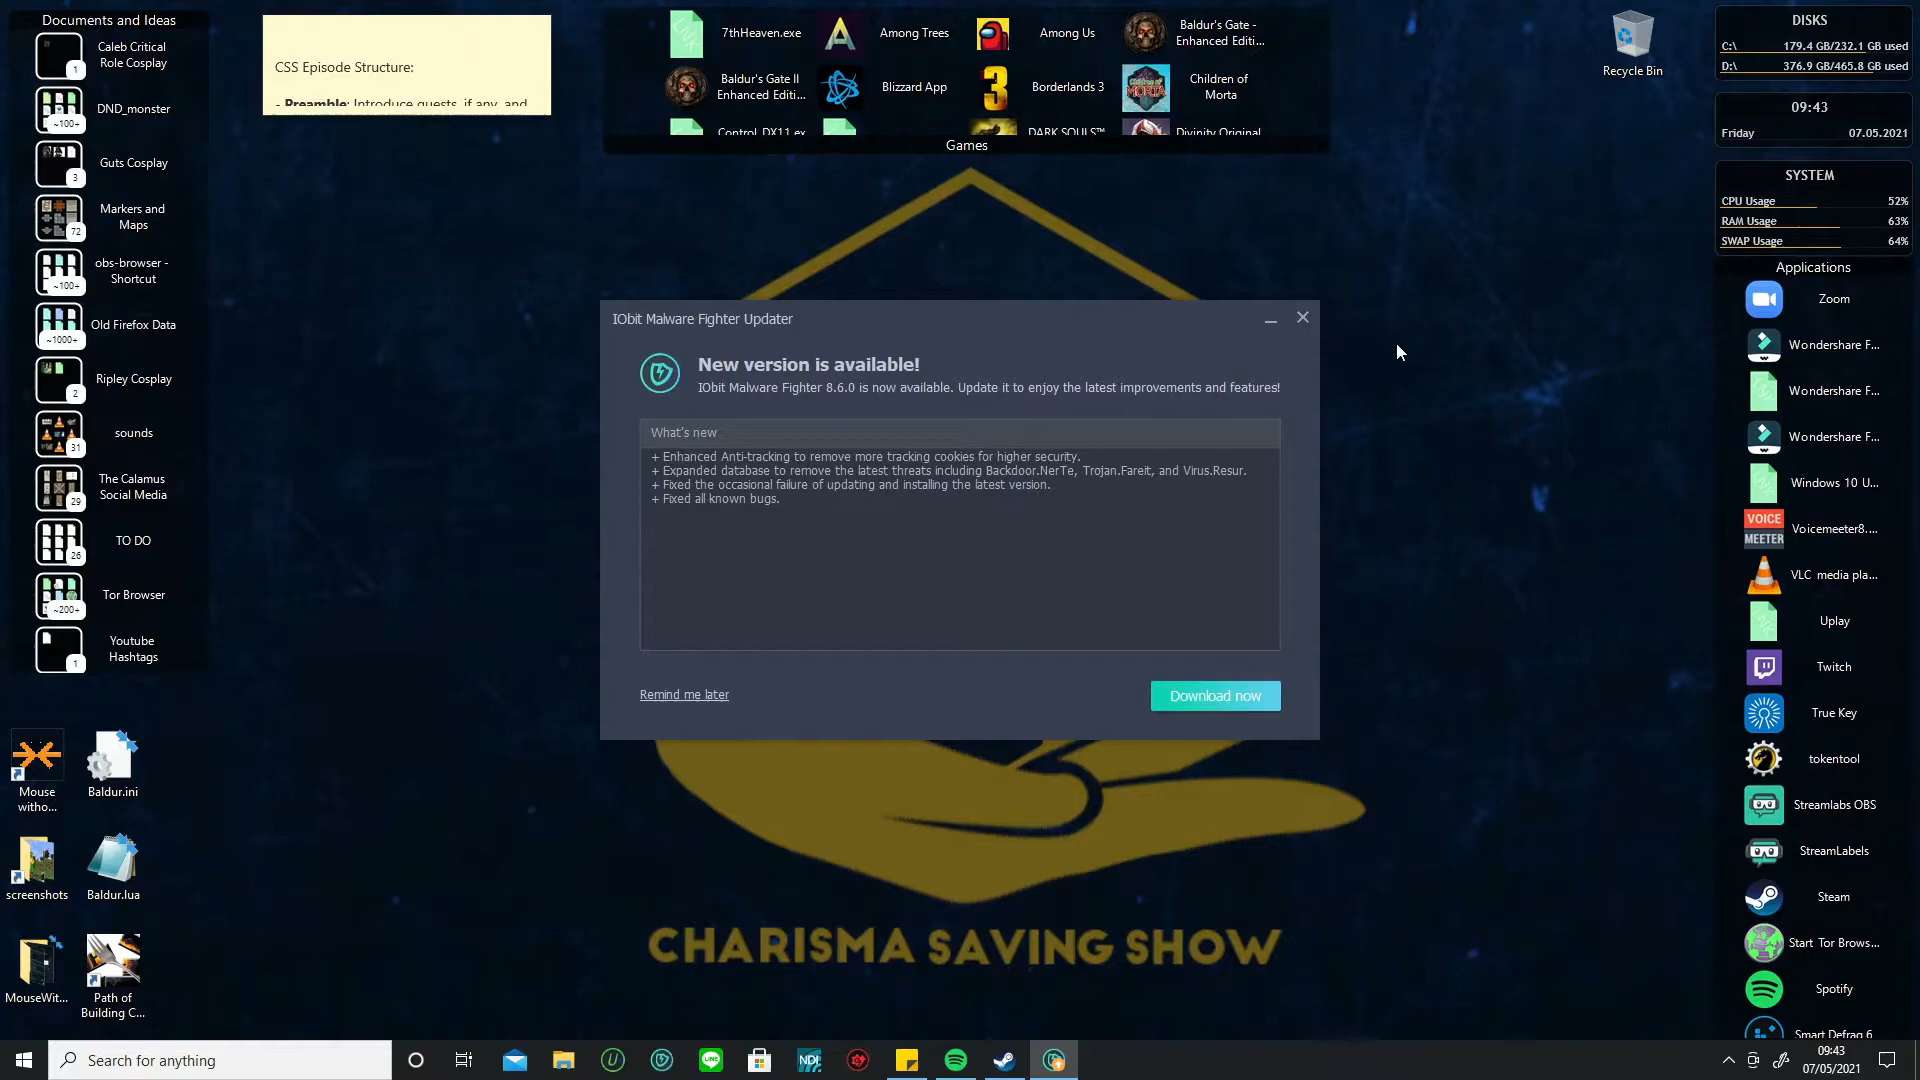 Documents and Ideas
Caleb Critical
Role Cosplay
1
DND_monster
~100+
Guts Cosplay
3
Markers and
Maps
72
obs-browser -
Shortcut
~100+
Old Firefox Data
~1000+
Ripley Cosplay
2
sounds
31
The Calamus
Social Media
29
TO DO
26
Tor Browser
~200+
Youtube
Hashtags
1
Mouse
witho...
Baldur.ini
screenshots
Baldur.lua
MouseWit...
Path of
Building C...
CSS Episode Structure:
- Preamble: Introduce guests, if any, and
7thHeaven.exe
Among Trees
Among Us
Baldur's Gate -
Enhanced Editi...
Baldur's Gate II
Enhanced Editi...
Blizzard App
3
Borderlands 3
Children of
Morta
Control_DX11.ex
DARK SOULS™
Divinity Original
Games
Recycle Bin
DISKS
C:\ 179.4 GB/232.1 GB used
D:\ 376.9 GB/465.8 GB used
09:43
Friday 07.05.2021
SYSTEM
CPU Usage 52%
RAM Usage 63%
SWAP Usage 64%
Applications
Zoom
Wondershare F...
Wondershare F...
Wondershare F...
Windows 10 U...
VOICE
MEETER
Voicemeeter8....
VLC media pla...
Uplay
Twitch
True Key
tokentool
Streamlabs OBS
StreamLabels
Steam
Start Tor Brows...
Spotify
Smart Defrag 6
IObit Malware Fighter Updater
New version is available!
IObit Malware Fighter 8.6.0 is now available. Update it to enjoy the latest improvements and features!
What's new
+ Enhanced Anti-tracking to remove more tracking cookies for higher security.
+ Expanded database to remove the latest threats including Backdoor.NerTe, Trojan.Fareit, and Virus.Resur.
+ Fixed the occasional failure of updating and installing the latest version.
+ Fixed all known bugs.
Remind me later
Download now
CHARISMA SAVING SHOW
Search for anything
LINE
NDI
09:43
07/05/2021